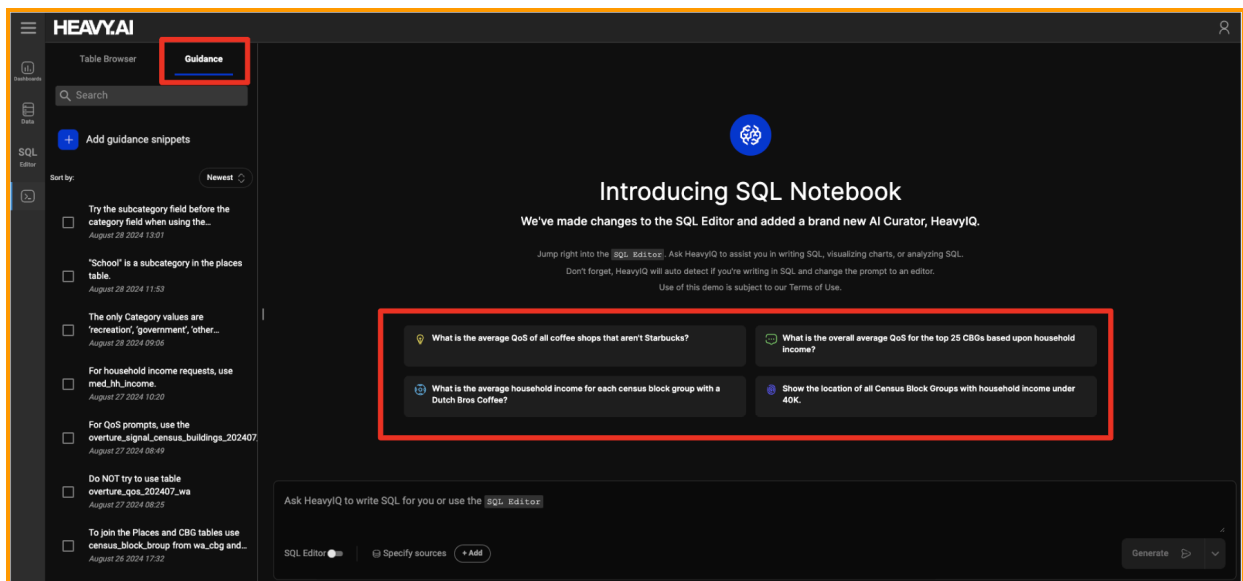 HEAVY.AI
Dashboards
Data
SQL
Editor
Table Browser
Guidance
Search
+ Add guidance snippets
Sort by:
Newest
Try the subcategory field before the
category field when using the...
August 28 2024 13:01
"School" is a subcategory in the places
table.
August 28 2024 11:53
The only Category values are
'recreation', 'government', 'other...
August 28 2024 09:06
For household income requests, use
med_hh_income.
August 27 2024 10:20
For QoS prompts, use the
overture_signal_census_buildings_202407
August 27 2024 08:49
Do NOT try to use table
overture_qos_202407_wa
August 27 2024 08:25
To join the Places and CBG tables use
census_block_broup from wa_cbg and...
August 26 2024 17:32
Introducing SQL Notebook
We've made changes to the SQL Editor and added a brand new AI Curator, HeavyIQ.
Jump right into the SQL Editor. Ask HeavyIQ to assist you in writing SQL, visualizing charts, or analyzing SQL.
Don't forget, HeavyIQ will auto detect if you're writing in SQL and change the prompt to an editor.
Use of this demo is subject to our Terms of Use.
What is the average QoS of all coffee shops that aren't Starbucks?
What is the overall average QoS for the top 25 CBGs based upon household
income?
What is the average household income for each census block group with a
Dutch Bros Coffee?
Show the location of all Census Block Groups with household income under
40K.
Ask HeavyIQ to write SQL for you or use the SQL Editor
SQL Editor
Specify sources
+ Add
Generate